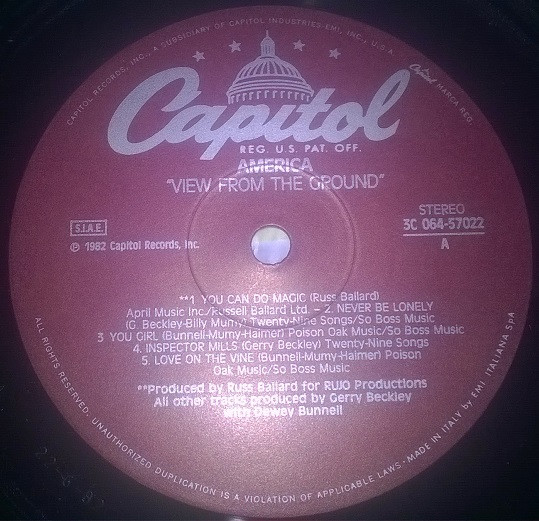 CAPITOL RECORDS, INC., A SUBSIDIARY OF CAPITOL INDUSTRIES EMI, INC., U.S.A.
Capitol MARCA REG.
Capitol
REG. U.S. PAT. OFF.
AMERICA
"VIEW FROM THE GROUND"
S.I.A.E.
℗ 1982 Capitol Records, Inc.
STEREO
3C 064-57022
A
**1 YOU CAN DO MAGIC (Russ Ballard)
April Music Inc./Russell Ballard Ltd. - 2. NEVER BE LONELY
(G. Beckley-Billy Mumy) Twenty-Nine Songs/So Boss Music
3 YOU GIRL (Bunnell-Mumy-Haimer) Poison Oak Music/So Boss Music
4. INSPECTOR MILLS (Gerry Beckley) Twenty-Nine Songs
5. LOVE ON THE VINE (Bunnell-Mumy-Haimer) Poison
Oak Music/So Boss Music
**Produced by Russ Ballard for RUJO Productions
All other tracks produced by Gerry Beckley
with Dewey Bunnell
ALL RIGHTS RESERVED. UNAUTHORIZED DUPLICATION IS A VIOLATION OF APPLICABLE LAWS - MADE IN ITALY by EMI ITALIANA SPA